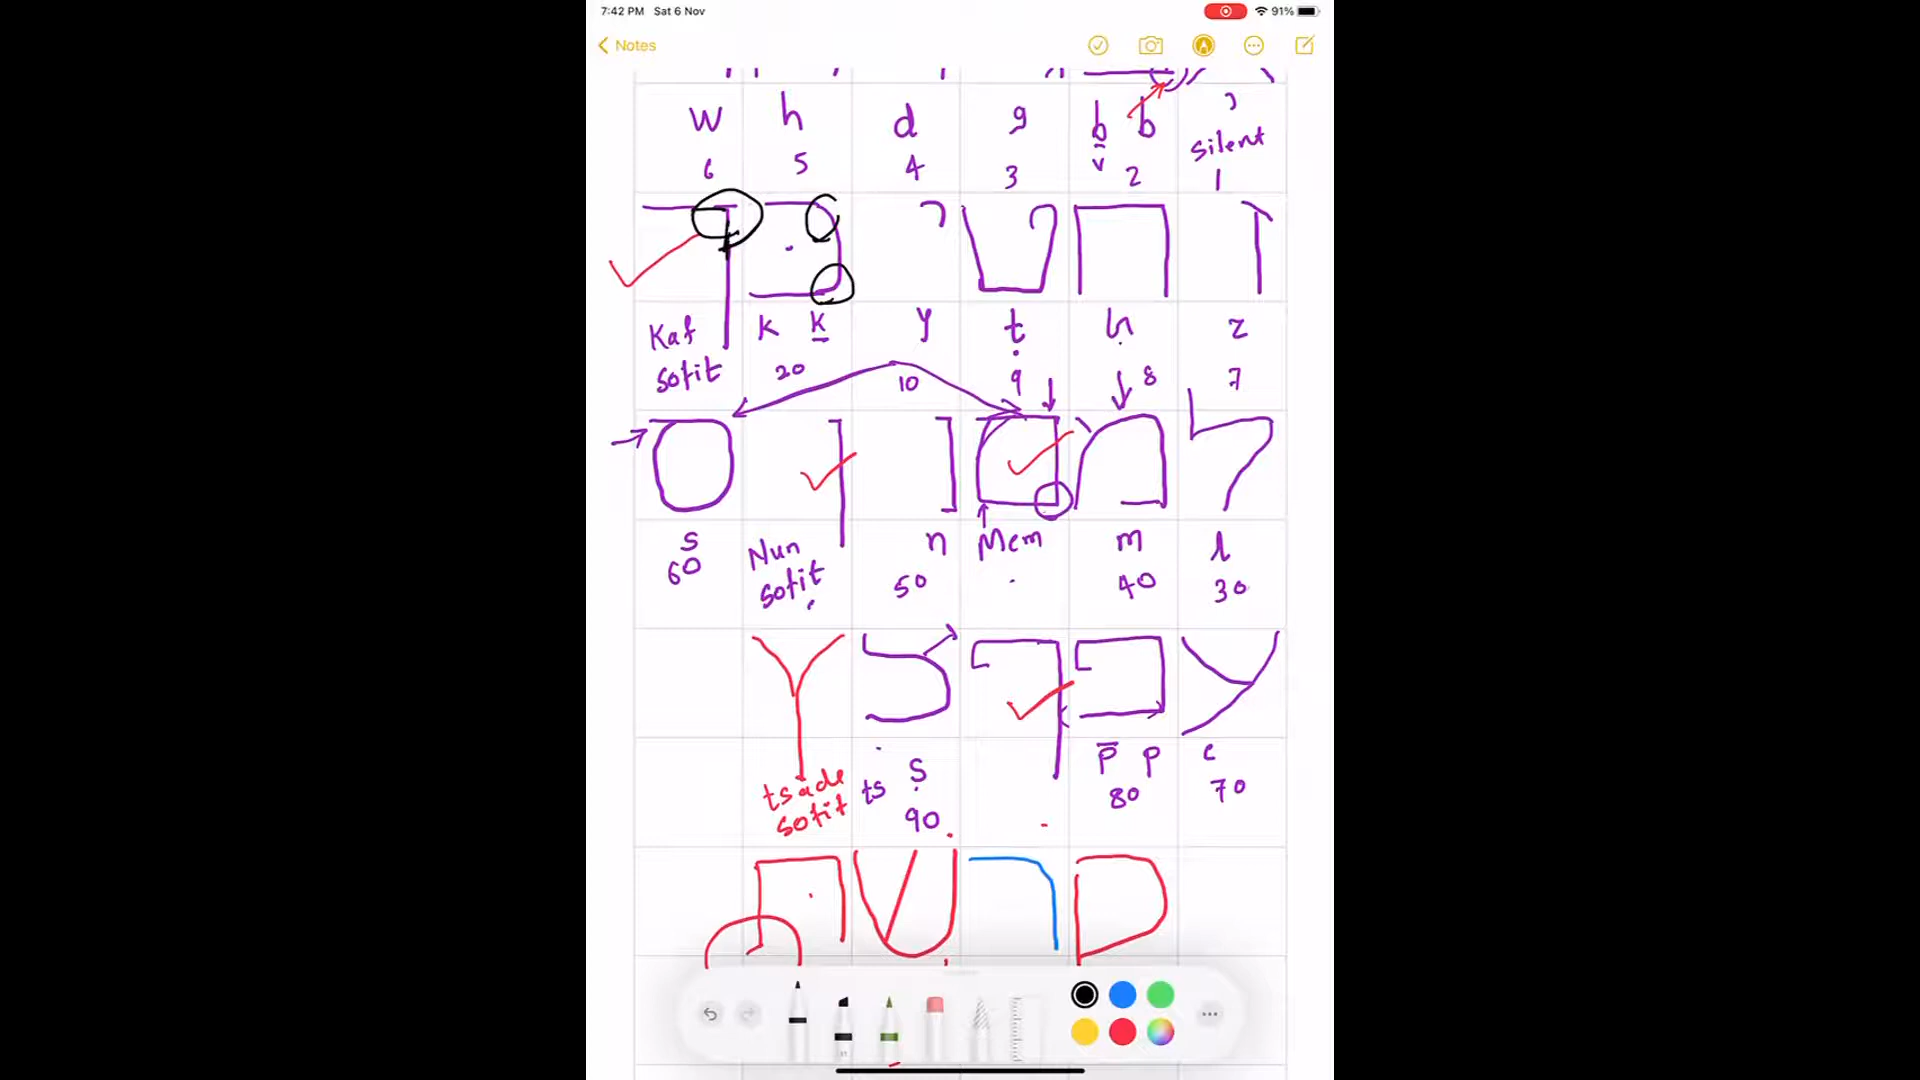 7:42 PM Sat 6 Nov
91%
Notes
w h d g b b ,
v
silent
6 5 4 3 2 1
ך כ י ט ח ז
Kaf sofit k k y t h z
20 10 9 8 7
ס ן נ ם מ ל
s Nun sofit n Mem m l
60 50 40 30
ץ צ ף פ ע
tsade sofit ts s p p c
90 80 70
ת ש ר ק